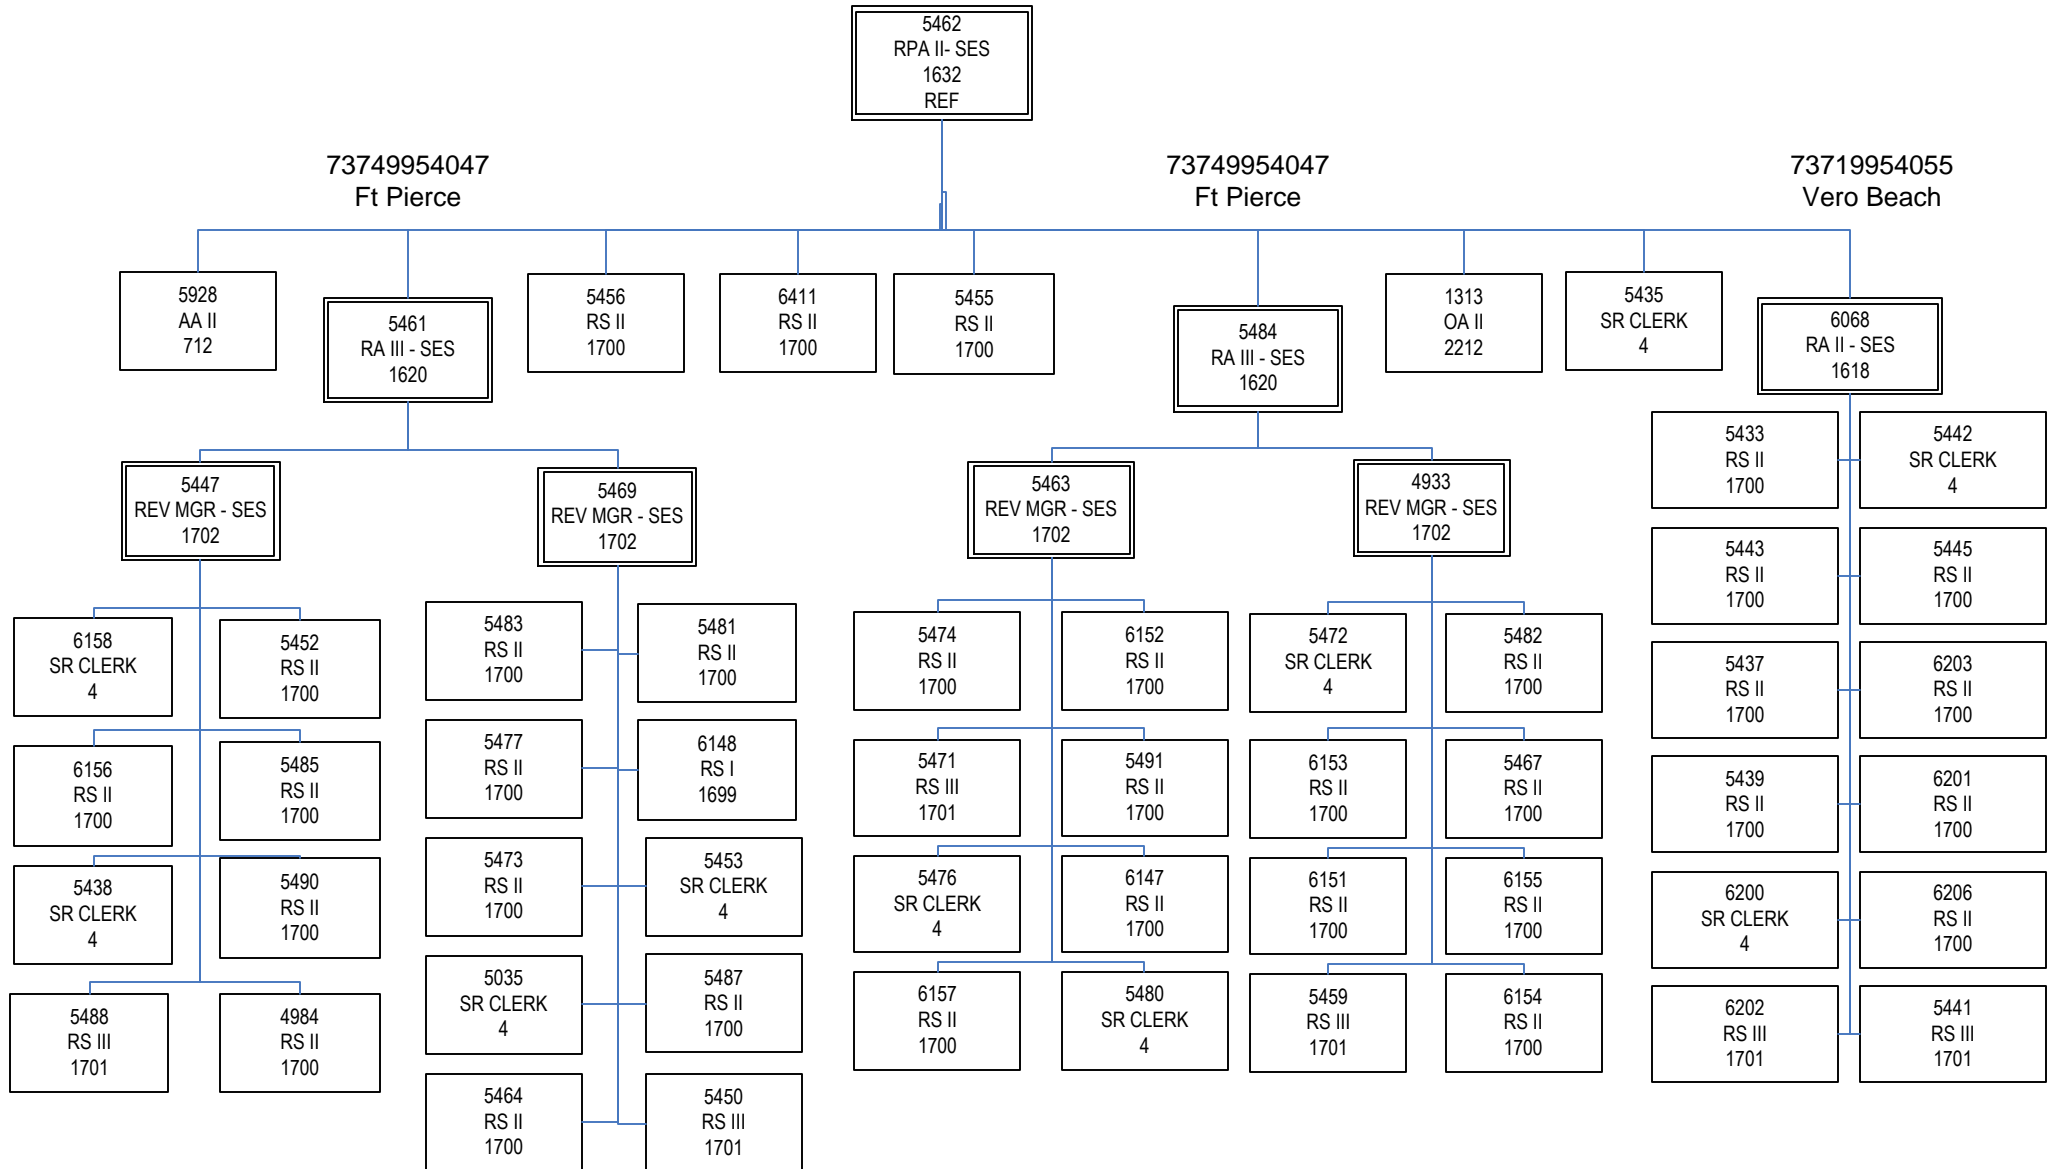 5462
RPA II- SES
1632
REF
73749954047
Ft Pierce
73749954047
Ft Pierce
73719954055
Vero Beach
5928
AA II
712
5461
RA III - SES
1620
5456
RS II
1700
6411
RS II
1700
5455
RS II
1700
5484
RA III - SES
1620
1313
OA II
2212
5435
SR CLERK
4
6068
RA II - SES
1618
5447
REV MGR - SES
1702
5469
REV MGR - SES
1702
5463
REV MGR - SES
1702
4933
REV MGR - SES
1702
6158
SR CLERK
4
5452
RS II
1700
6156
RS II
1700
5485
RS II
1700
5438
SR CLERK
4
5490
RS II
1700
5488
RS III
1701
4984
RS II
1700
5483
RS II
1700
5481
RS II
1700
5477
RS II
1700
6148
RS I
1699
5473
RS II
1700
5453
SR CLERK
4
5035
SR CLERK
4
5487
RS II
1700
5464
RS II
1700
5450
RS III
1701
5474
RS II
1700
6152
RS II
1700
5471
RS III
1701
5491
RS II
1700
5476
SR CLERK
4
6147
RS II
1700
6157
RS II
1700
5480
SR CLERK
4
5472
SR CLERK
4
5482
RS II
1700
6153
RS II
1700
5467
RS II
1700
6151
RS II
1700
6155
RS II
1700
5459
RS III
1701
6154
RS II
1700
5433
RS II
1700
5442
SR CLERK
4
5443
RS II
1700
5445
RS II
1700
5437
RS II
1700
6203
RS II
1700
5439
RS II
1700
6201
RS II
1700
6200
SR CLERK
4
6206
RS II
1700
6202
RS III
1701
5441
RS III
1701